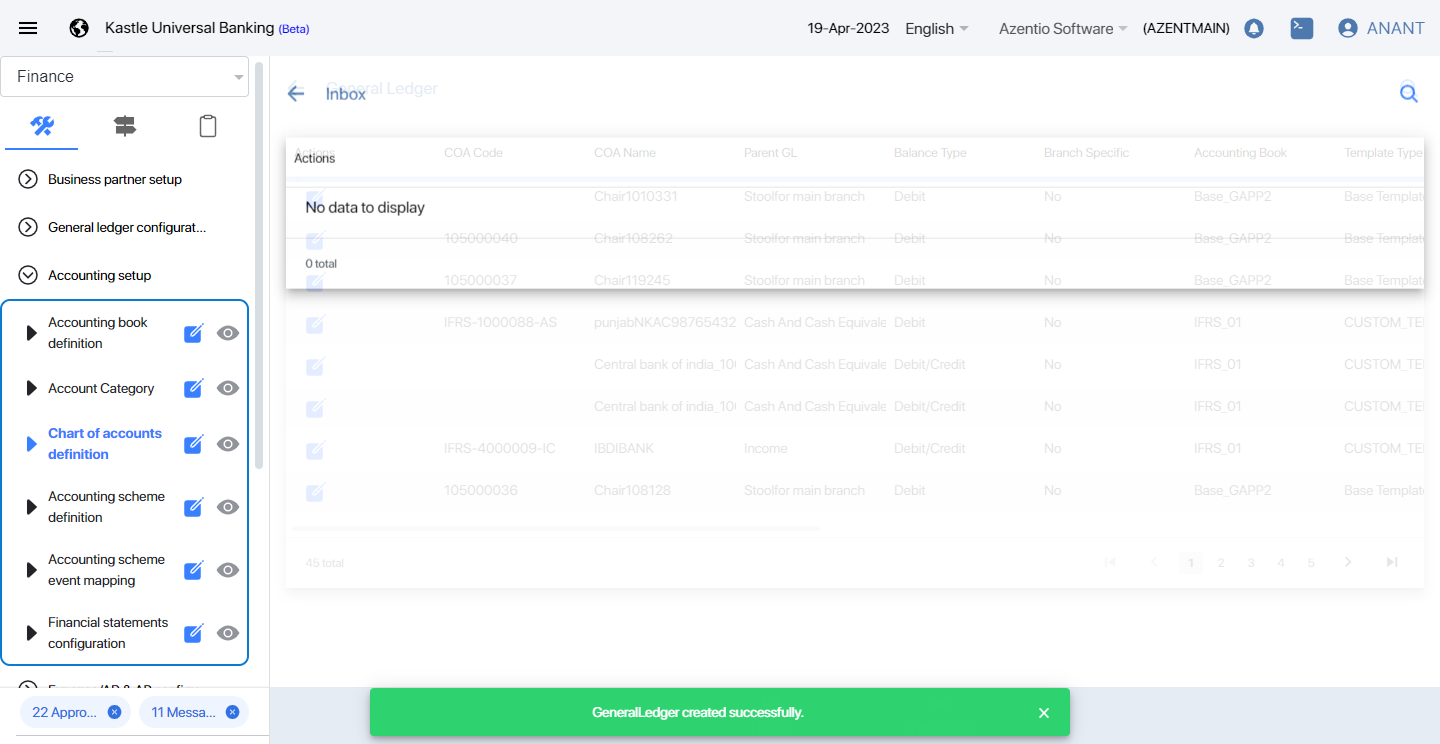 Kastle Universal Banking (Beta)
19-Apr-2023
English
Azentio Software
(AZENTMAIN)
ANANT
Finance
Business partner setup
General ledger configurat...
Accounting setup
Accounting book
definition
Account Category
Chart of accounts
definition
Accounting scheme
definition
Accounting scheme
event mapping
Financial statements
configuration
22 Appro...
11 Messa...
General Ledger
Inbox
Actions COA Code COA Name Parent GL Balance Type Branch Specific Accounting Book Template Type
Actions
Chair1010331 Stoolfor main branch Debit No Base_GAPP2 Base Templat
No data to display
105000040 Chair108262 Stoolfor main branch Debit No Base_GAPP2 Base Templat
0 total
105000037 Chair119245 Stoolfor main branch Debit No Base_GAPP2 Base Templat
IFRS-1000088-AS punjabNKAC98765432 Cash And Cash Equivale Debit No IFRS_01 CUSTOM_TE
Central bank of india_10 Cash And Cash Equivale Debit/Credit No IFRS_01 CUSTOM_TE
Central bank of india_10 Cash And Cash Equivale Debit/Credit No IFRS_01 CUSTOM_TE
IFRS-4000009-IC IBDIBANK Income Debit/Credit No IFRS_01 CUSTOM_TE
105000036 Chair108128 Stoolfor main branch Debit No Base_GAPP2 Base Templat
45 total
1 2 3 4 5
GeneralLedger created successfully.